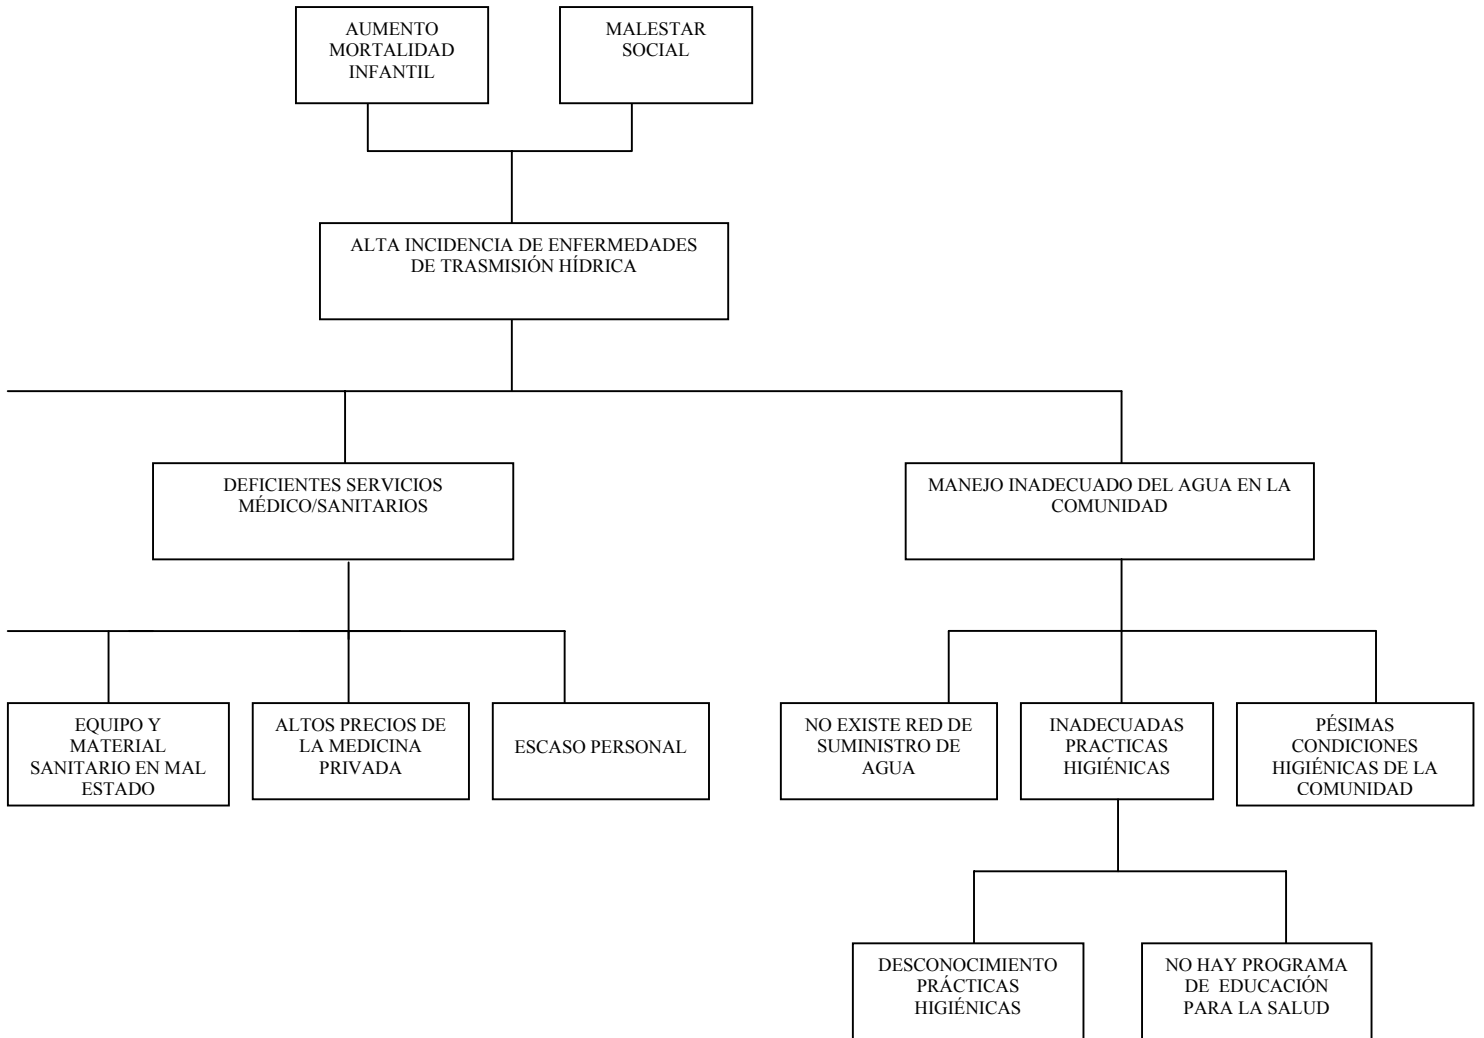 AUMENTO
MORTALIDAD
INFANTIL
MALESTAR
SOCIAL
ALTA INCIDENCIA DE ENFERMEDADES
DE TRASMISIÓN HÍDRICA
DEFICIENTES SERVICIOS
MÉDICO/SANITARIOS
MANEJO INADECUADO DEL AGUA EN LA
COMUNIDAD
EQUIPO Y
MATERIAL
SANITARIO EN MAL
ESTADO
ALTOS PRECIOS DE
LA MEDICINA
PRIVADA
ESCASO PERSONAL
NO EXISTE RED DE
SUMINISTRO DE
AGUA
INADECUADAS
PRACTICAS
HIGIÉNICAS
PÉSIMAS
CONDICIONES
HIGIÉNICAS DE LA
COMUNIDAD
DESCONOCIMIENTO
PRÁCTICAS
HIGIÉNICAS
NO HAY PROGRAMA
DE EDUCACIÓN
PARA LA SALUD